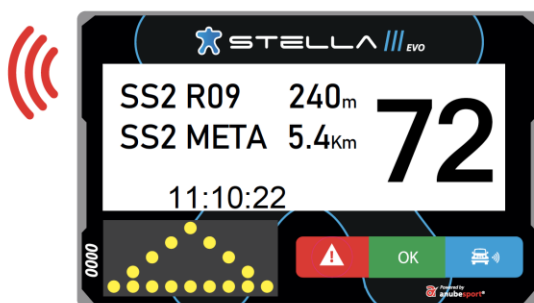 STELLA III EVO
SS2 R09 240m
SS2 META 5.4Km
72
11:10:22
0000
OK
Powered by
anubesport®